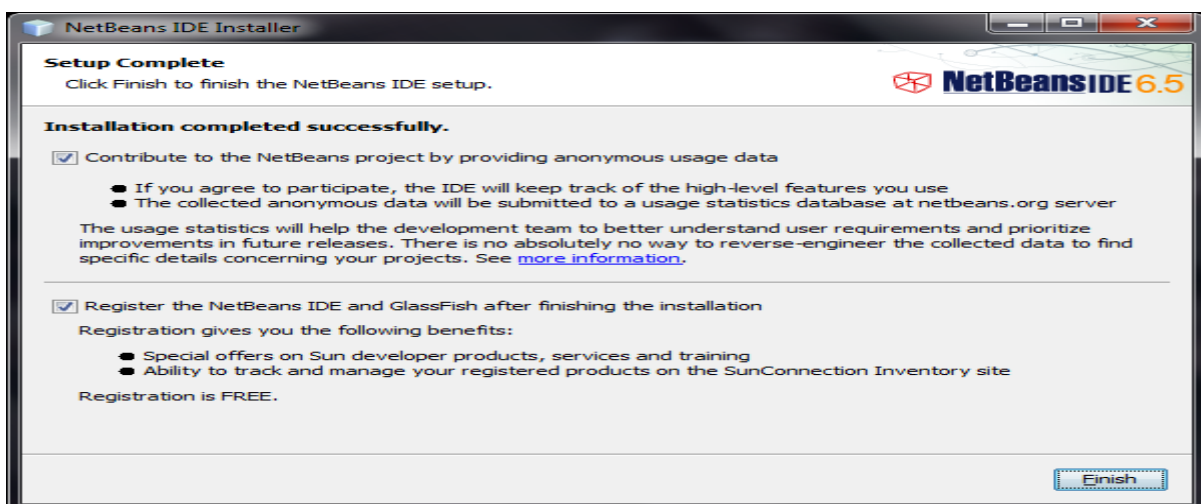 NetBeans IDE Installer
Setup Complete
Click Finish to finish the NetBeans IDE setup.
NetBeans IDE 6.5
Installation completed successfully.
Contribute to the NetBeans project by providing anonymous usage data
● If you agree to participate, the IDE will keep track of the high-level features you use
● The collected anonymous data will be submitted to a usage statistics database at netbeans.org server
The usage statistics will help the development team to better understand user requirements and prioritize
improvements in future releases. There is no absolutely no way to reverse-engineer the collected data to find
specific details concerning your projects. See more information.
Register the NetBeans IDE and GlassFish after finishing the installation
Registration gives you the following benefits:
● Special offers on Sun developer products, services and training
● Ability to track and manage your registered products on the SunConnection Inventory site
Registration is FREE.
Finish